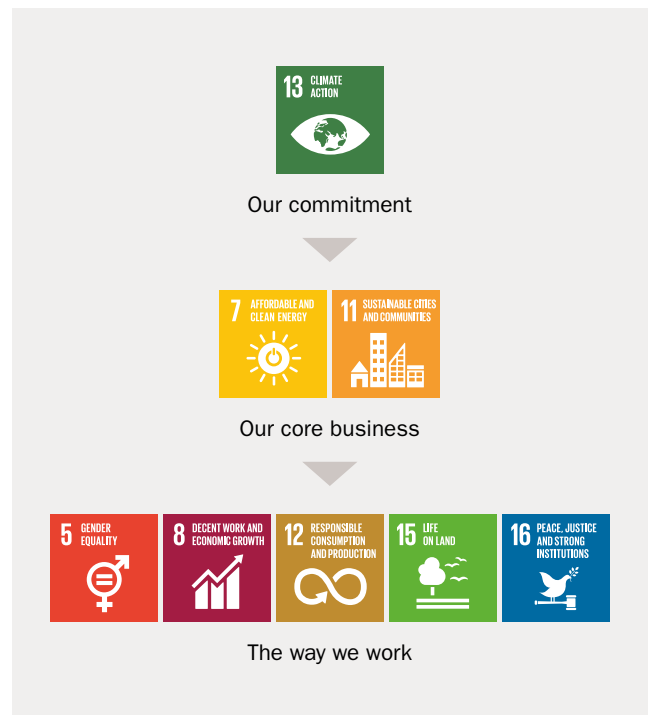 13 CLIMATE
ACTION
Our commitment
7 AFFORDABLE AND
CLEAN ENERGY
11 SUSTAINABLE CITIES
AND COMMUNITIES
Our core business
5 GENDER
EQUALITY
8 DECENT WORK AND
ECONOMIC GROWTH
12 RESPONSIBLE
CONSUMPTION
AND PRODUCTION
15 LIFE
ON LAND
16 PEACE, JUSTICE
AND STRONG
INSTITUTIONS
The way we work